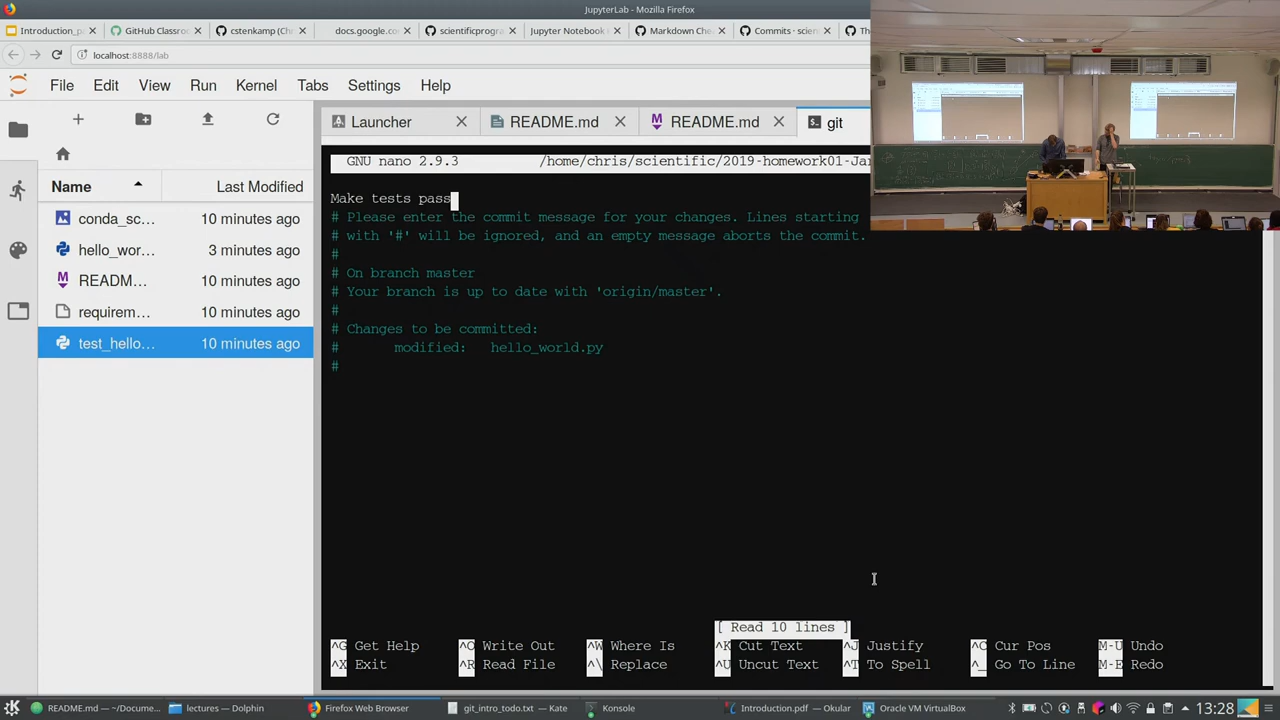 JupyterLab - Mozilla Firefox
Introduction_p
GitHub Classro
cstenkamp (Ch
docs.google.co
scientificprogra
Jupyter Notebook
Markdown Che
Commits · scien
Th
localhost:8888/lab
File Edit View Run Kernel Tabs Settings Help
Launcher
README.md
README.md
git
Name Last Modified
conda_sc... 10 minutes ago
hello_wor... 3 minutes ago
READM... 10 minutes ago
requirem... 10 minutes ago
test_hello... 10 minutes ago
GNU nano 2.9.3 /home/chris/scientific/2019-homework01-Jar
Make tests pass
# Please enter the commit message for your changes. Lines starting
# with '#' will be ignored, and an empty message aborts the commit.
#
# On branch master
# Your branch is up to date with 'origin/master'.
#
# Changes to be committed:
# modified: hello_world.py
#
[ Read 10 lines ]
^G Get Help ^O Write Out ^W Where Is ^K Cut Text ^J Justify ^C Cur Pos M-U Undo
^X Exit ^R Read File ^\ Replace ^U Uncut Text ^T To Spell ^_ Go To Line M-E Redo
README.md — ~/Docume...
lectures — Dolphin
Firefox Web Browser
git_intro_todo.txt — Kate
Konsole
Introduction.pdf — Okular
Oracle VM VirtualBox
13:28